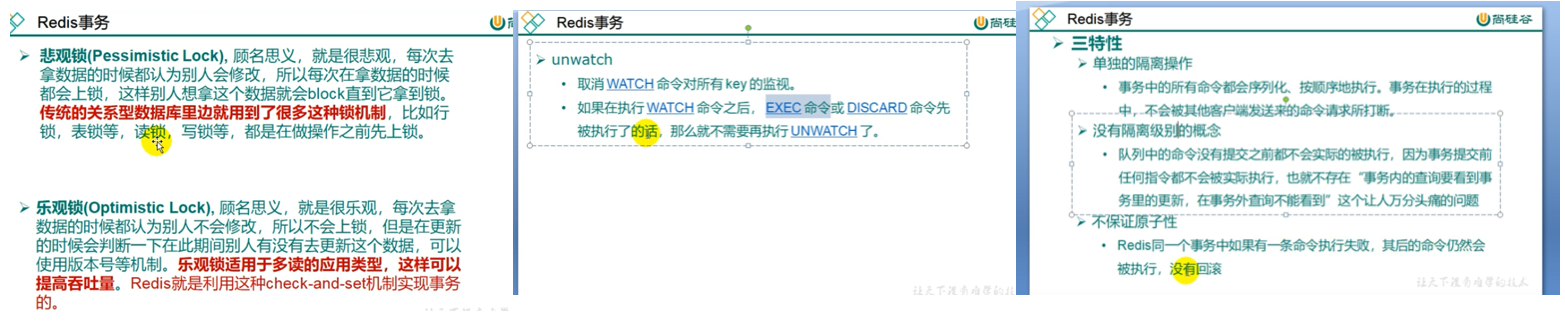 Redis事务
尚
悲观锁(Pessimistic Lock), 顾名思义，就是很悲观，每次去
拿数据的时候都认为别人会修改，所以每次在拿数据的时候
都会上锁，这样别人想拿这个数据就会block直到它拿到锁。
传统的关系型数据库里边就用到了很多这种锁机制，比如行
锁，表锁等，读锁，写锁等，都是在做操作之前先上锁。
乐观锁(Optimistic Lock), 顾名思义，就是很乐观，每次去拿
数据的时候都认为别人不会修改，所以不会上锁，但是在更新
的时候会判断一下在此期间别人有没有去更新这个数据，可以
使用版本号等机制。乐观锁适用于多读的应用类型，这样可以
提高吞吐量。Redis就是利用这种check-and-set机制实现事务
的。
Redis事务
尚硅谷
unwatch
取消 WATCH 命令对所有 key 的监视。
如果在执行 WATCH 命令之后， EXEC 命令或 DISCARD 命令先
被执行了的话，那么就不需要再执行 UNWATCH 了。
让天下没有难学的技术
Redis事务
尚硅谷
三特性
单独的隔离操作
事务中的所有命令都会序列化、按顺序地执行。事务在执行的过程
中，不会被其他客户端发送来的命令请求所打断。
没有隔离级别的概念
队列中的命令没有提交之前都不会实际的被执行，因为事务提交前
任何指令都不会被实际执行，也就不存在“事务内的查询要看到事
务里的更新，在事务外查询不能看到”这个让人万分头痛的问题
不保证原子性
Redis同一个事务中如果有一条命令执行失败，其后的命令仍然会
被执行，没有回滚
让天下没有难学的技术